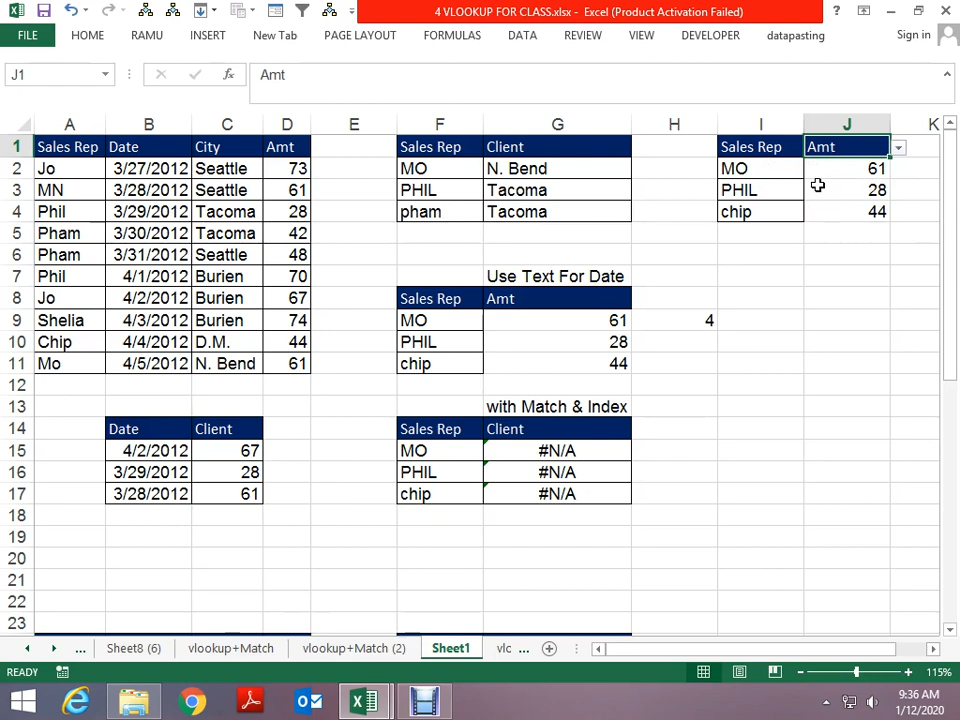 4 VLOOKUP FOR CLASS.xlsx - Excel (Product Activation Failed)
FILE HOME RAMU INSERT New Tab PAGE LAYOUT FORMULAS DATA REVIEW VIEW DEVELOPER datapasting Sign in
J1 fx Amt
A B C D E F G H I J K
1 Sales Rep Date City Amt Sales Rep Client Sales Rep Amt
2 Jo 3/27/2012 Seattle 73 MO N. Bend MO 61
3 MN 3/28/2012 Seattle 61 PHIL Tacoma PHIL 28
4 Phil 3/29/2012 Tacoma 28 pham Tacoma chip 44
5 Pham 3/30/2012 Tacoma 42
6 Pham 3/31/2012 Seattle 48
7 Phil 4/1/2012 Burien 70 Use Text For Date
8 Jo 4/2/2012 Burien 67 Sales Rep Amt
9 Shelia 4/3/2012 Burien 74 MO 61 4
10 Chip 4/4/2012 D.M. 44 PHIL 28
11 Mo 4/5/2012 N. Bend 61 chip 44
12
13 with Match & Index
14 Date Client Sales Rep Client
15 4/2/2012 67 MO #N/A
16 3/29/2012 28 PHIL #N/A
17 3/28/2012 61 chip #N/A
18
19
20
21
22
23
... Sheet8 (6) vlookup+Match vlookup+Match (2) Sheet1 vlc ...
READY 115%
9:36 AM
1/12/2020